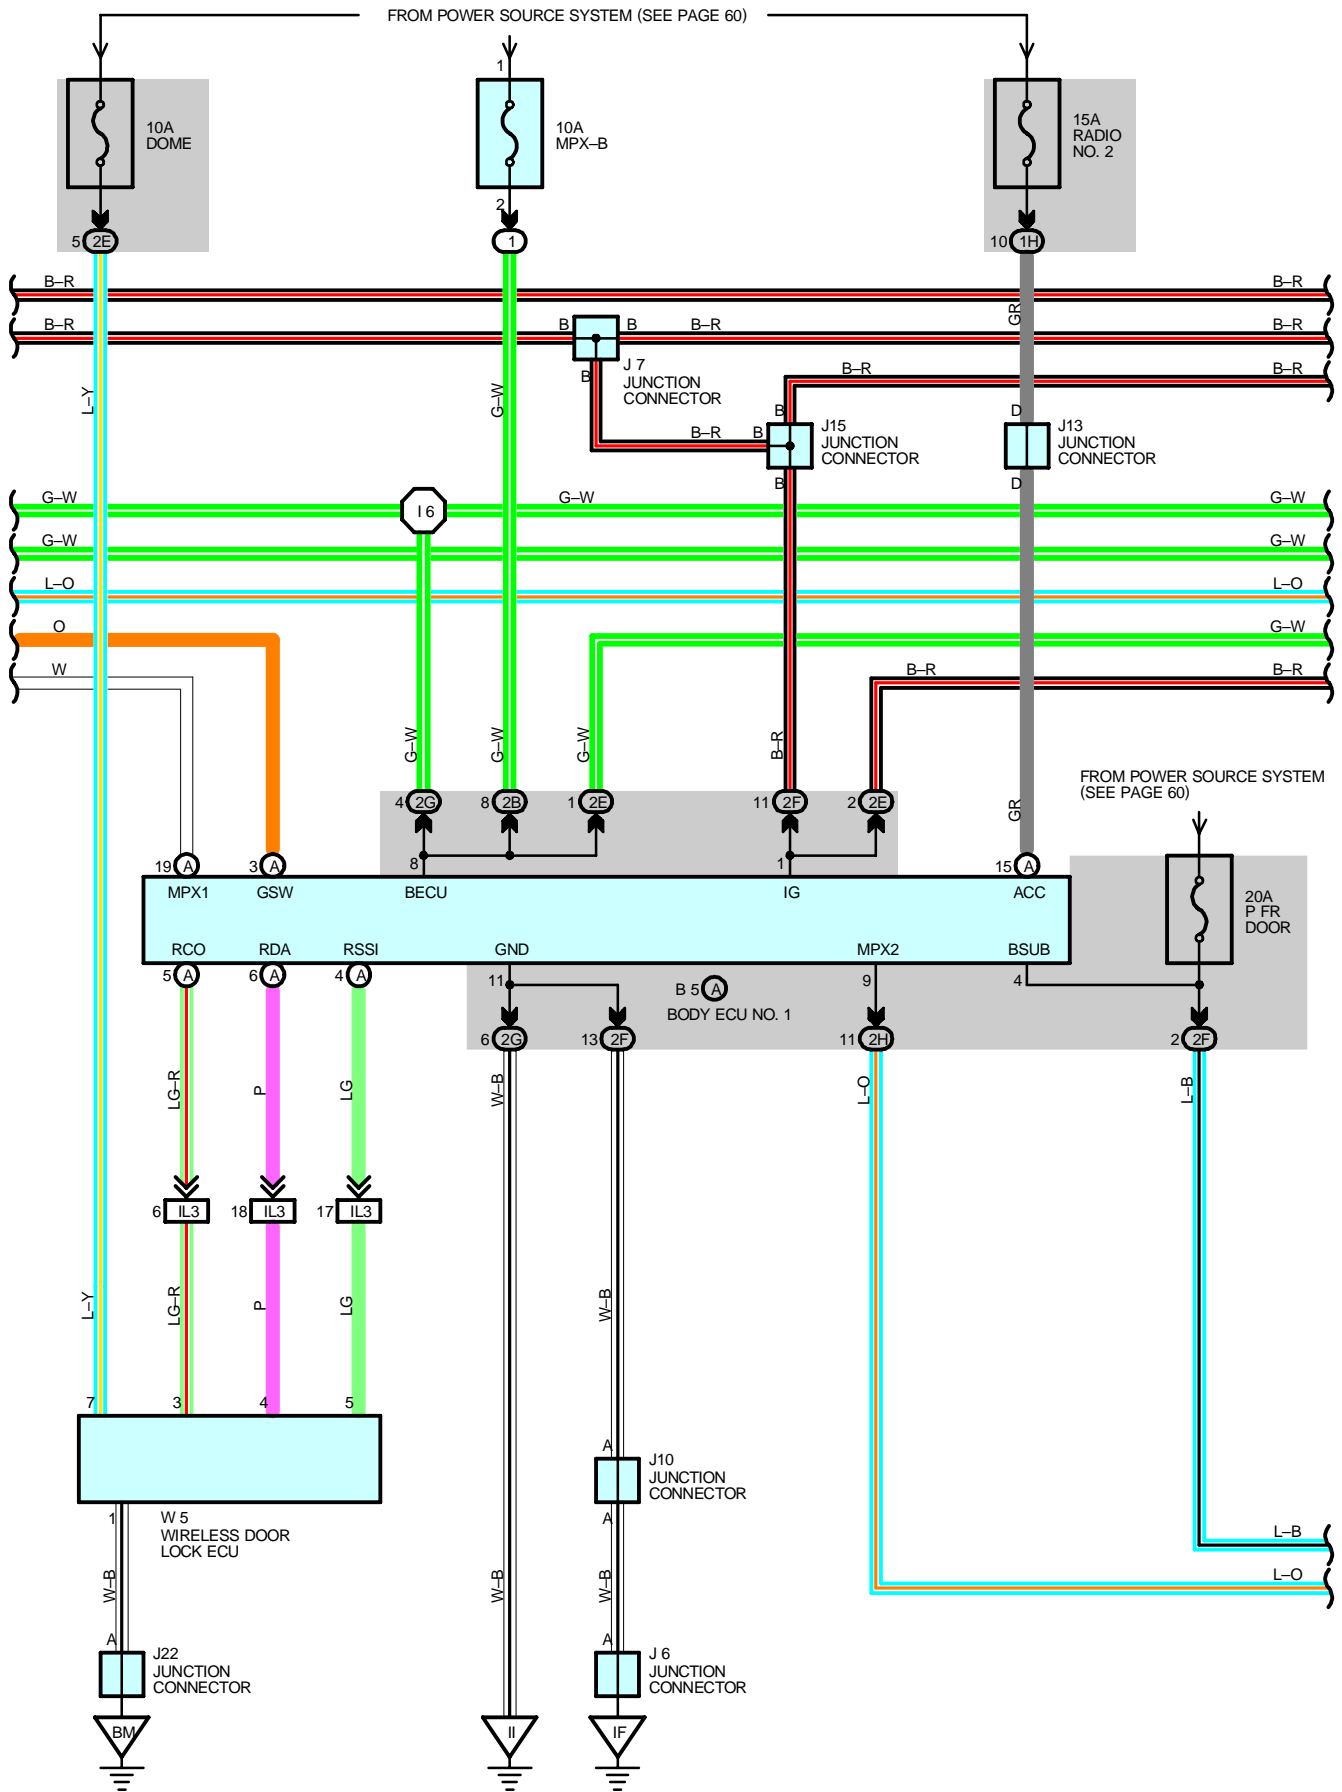 FROM POWER SOURCE SYSTEM (SEE PAGE 60)
1
10A
DOME
10A
MPX–B
15A
RADIO
NO. 2
2
5 2E
1
10 1H
B–R
B–R
GR
B–R
B
B
B–R
B–R
J 7
JUNCTION
CONNECTOR
B
B–R
B–R
L–Y
G–W
B
D
B–R
B
J15
JUNCTION
CONNECTOR
J13
JUNCTION
CONNECTOR
B
D
G–W
I 6
G–W
G–W
G–W
G–W
L–O
L–O
O
G–W
W
B–R
B–R
G–W
G–W
G–W
B–R
GR
FROM POWER SOURCE SYSTEM
(SEE PAGE 60)
4 2G
8 2B
1 2E
11 2F
2 2E
19 A
3 A
8
1
15 A
MPX1
GSW
BECU
IG
ACC
20A
P FR
DOOR
RCO
RDA
RSSI
GND
MPX2
BSUB
5 A
6 A
4 A
11
B 5 A
BODY ECU NO. 1
9
4
6 2G
13 2F
11 2H
2 2F
LG–R
P
LG
W–B
L–O
L–B
6 IL3
18 IL3
17 IL3
L–Y
LG–R
P
LG
W–B
7
3
4
5
A
J10
JUNCTION
CONNECTOR
A
1
W 5
WIRELESS DOOR
LOCK ECU
L–B
L–O
W–B
W–B
W–B
A
J22
JUNCTION
CONNECTOR
A
J 6
JUNCTION
CONNECTOR
BM
II
IF